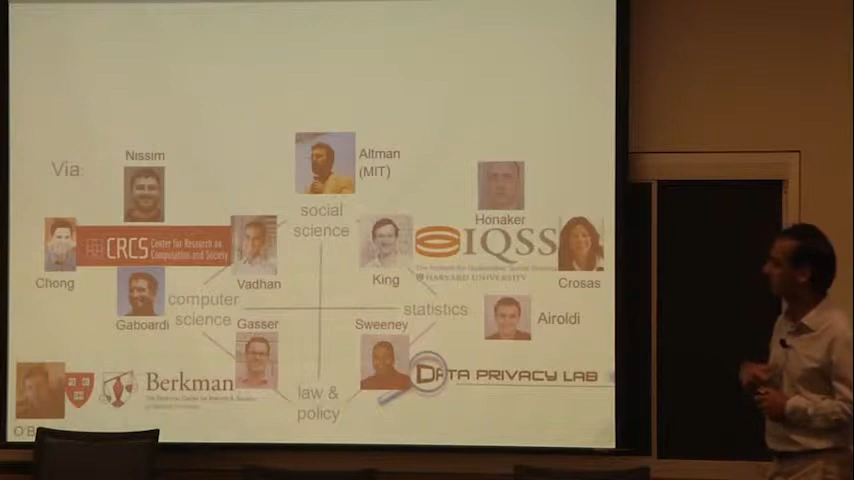 Via:
Nissim
Altman
(MIT)
social
science
Honaker
CRCS Center for Research on
Computation and Society
IQSS
HARVARD UNIVERSITY
Chong
Vadhan
King
Crosas
computer
science
statistics
Gaboardi
Gasser
Sweeney
Airoldi
Berkman
DATA PRIVACY LAB
law &
policy